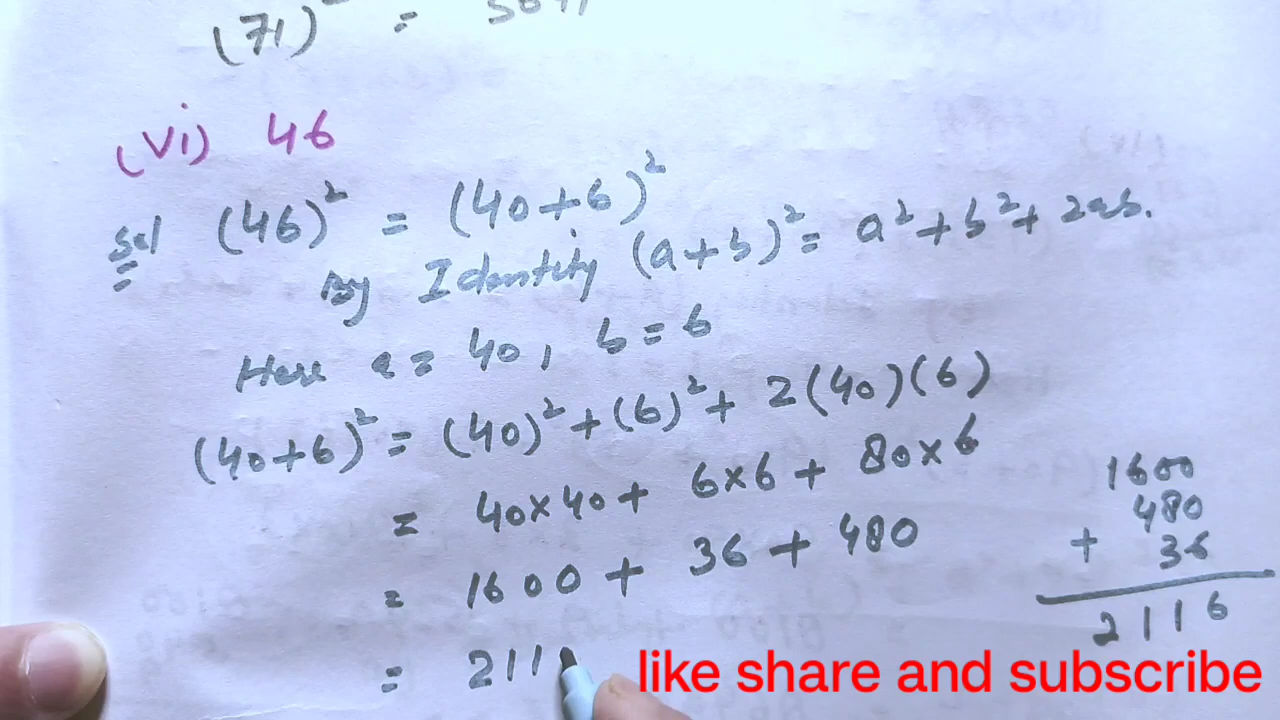 (71)² =
(vi) 46
Sol (46)² = (40+6)²
By Identity (a+b)² = a²+b²+2ab.
Here a = 40, b = 6
(40+6)² = (40)²+(6)²+ 2(40)(6)
= 40×40+ 6×6 + 80×6
= 1600 + 36 + 480
= 211
1600
480
+ 36
2116
like share and subscribe